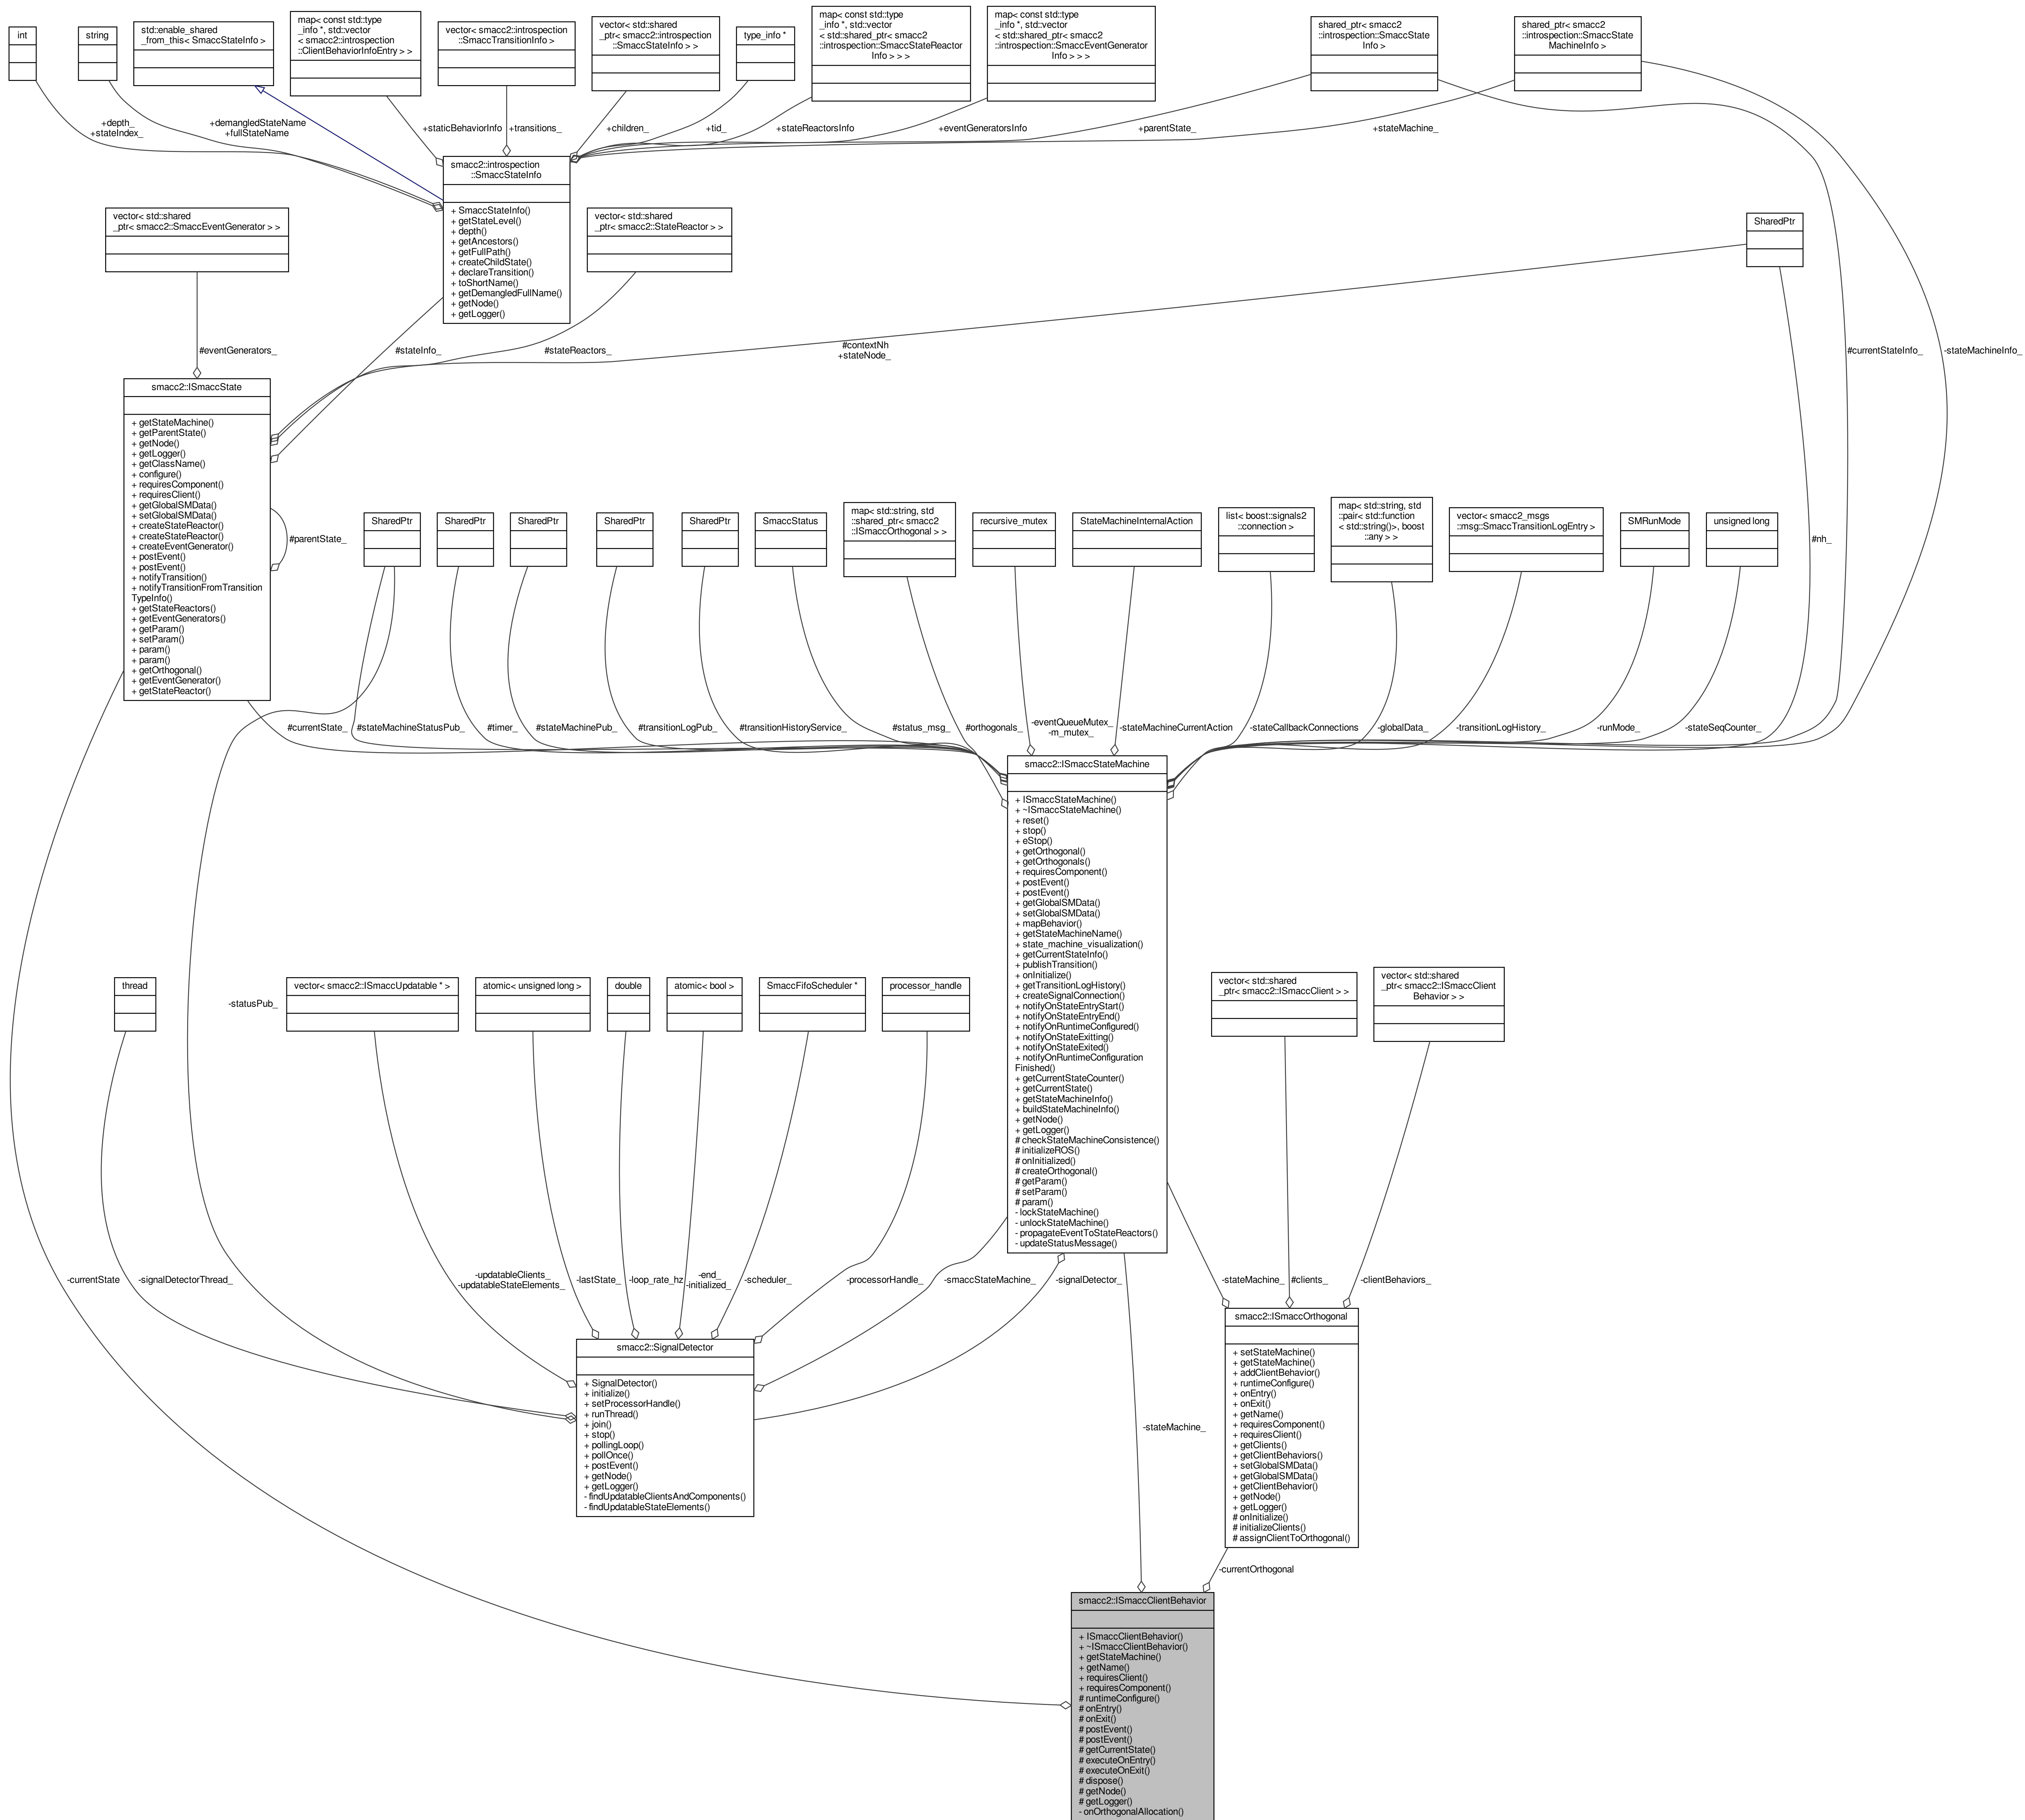 int
string
std::enable_shared
_from_this< SmaccStateInfo >
map< const std::type
_info *, std::vector
< smacc2::introspection
::ClientBehaviorInfoEntry > >
vector< smacc2::introspection
::SmaccTransitionInfo >
vector< std::shared
_ptr< smacc2::introspection
::SmaccStateInfo > >
type_info *
map< const std::type
_info *, std::vector
< std::shared_ptr< smacc2
::introspection::SmaccStateReactor
Info > > >
map< const std::type
_info *, std::vector
< std::shared_ptr< smacc2
::introspection::SmaccEventGenerator
Info > > >
shared_ptr< smacc2
::introspection::SmaccState
Info >
shared_ptr< smacc2
::introspection::SmaccState
MachineInfo >
+depth_
+stateIndex_
+demangledStateName
+fullStateName
+staticBehaviorInfo
+transitions_
+children_
+tid_
+stateReactorsInfo
+eventGeneratorsInfo
+parentState_
+stateMachine_
smacc2::introspection
::SmaccStateInfo
+ SmaccStateInfo()
+ getStateLevel()
+ depth()
+ getAncestors()
+ getFullPath()
+ createChildState()
+ declareTransition()
+ toShortName()
+ getDemangledFullName()
+ getNode()
+ getLogger()
vector< std::shared
_ptr< smacc2::SmaccEventGenerator > >
vector< std::shared
_ptr< smacc2::StateReactor > >
SharedPtr
#eventGenerators_
#stateInfo_
#stateReactors_
#contextNh
+stateNode_
#currentStateInfo_
-stateMachineInfo_
smacc2::ISmaccState
+ getStateMachine()
+ getParentState()
+ getNode()
+ getLogger()
+ getClassName()
+ configure()
+ requiresComponent()
+ requiresClient()
+ getGlobalSMData()
+ setGlobalSMData()
+ createStateReactor()
+ createStateReactor()
+ createEventGenerator()
+ postEvent()
+ postEvent()
+ notifyTransition()
+ notifyTransitionFromTransition
TypeInfo()
+ getStateReactors()
+ getEventGenerators()
+ getParam()
+ setParam()
+ param()
+ param()
+ getOrthogonal()
+ getEventGenerator()
+ getStateReactor()
#parentState_
SharedPtr
SharedPtr
SharedPtr
SharedPtr
SharedPtr
SmaccStatus
map< std::string, std
::shared_ptr< smacc2
::ISmaccOrthogonal > >
recursive_mutex
StateMachineInternalAction
list< boost::signals2
::connection >
map< std::string, std
::pair< std::function
< std::string()>, boost
::any > >
vector< smacc2_msgs
::msg::SmaccTransitionLogEntry >
SMRunMode
unsigned long
#nh_
#currentState_
#stateMachineStatusPub_
#timer_
#stateMachinePub_
#transitionLogPub_
#transitionHistoryService_
#status_msg_
#orthogonals_
-eventQueueMutex_
-m_mutex_
-stateMachineCurrentAction
-stateCallbackConnections
-globalData_
-transitionLogHistory_
-runMode_
-stateSeqCounter_
smacc2::ISmaccStateMachine
+ ISmaccStateMachine()
+ ~ISmaccStateMachine()
+ reset()
+ stop()
+ eStop()
+ getOrthogonal()
+ getOrthogonals()
+ requiresComponent()
+ postEvent()
+ postEvent()
+ getGlobalSMData()
+ setGlobalSMData()
+ mapBehavior()
+ getStateMachineName()
+ state_machine_visualization()
+ getCurrentStateInfo()
+ publishTransition()
+ onInitialize()
+ getTransitionLogHistory()
+ createSignalConnection()
+ notifyOnStateEntryStart()
+ notifyOnStateEntryEnd()
+ notifyOnRuntimeConfigured()
+ notifyOnStateExitting()
+ notifyOnStateExited()
+ notifyOnRuntimeConfiguration
Finished()
+ getCurrentStateCounter()
+ getCurrentState()
+ getStateMachineInfo()
+ buildStateMachineInfo()
+ getNode()
+ getLogger()
# checkStateMachineConsistence()
# initializeROS()
# onInitialized()
# createOrthogonal()
# getParam()
# setParam()
# param()
- lockStateMachine()
- unlockStateMachine()
- propagateEventToStateReactors()
- updateStatusMessage()
thread
-statusPub_
vector< smacc2::ISmaccUpdatable * >
atomic< unsigned long >
double
atomic< bool >
SmaccFifoScheduler *
processor_handle
vector< std::shared
_ptr< smacc2::ISmaccClient > >
vector< std::shared
_ptr< smacc2::ISmaccClient
Behavior > >
-currentState
-signalDetectorThread_
-updatableClients_
-updatableStateElements_
-lastState_
-loop_rate_hz
-end_
-initialized_
-scheduler_
-processorHandle_
-smaccStateMachine_
-signalDetector_
-stateMachine_
#clients_
-clientBehaviors_
smacc2::SignalDetector
+ SignalDetector()
+ initialize()
+ setProcessorHandle()
+ runThread()
+ join()
+ stop()
+ pollingLoop()
+ pollOnce()
+ postEvent()
+ getNode()
+ getLogger()
- findUpdatableClientsAndComponents()
- findUpdatableStateElements()
smacc2::ISmaccOrthogonal
+ setStateMachine()
+ getStateMachine()
+ addClientBehavior()
+ runtimeConfigure()
+ onEntry()
+ onExit()
+ getName()
+ requiresComponent()
+ requiresClient()
+ getClients()
+ getClientBehaviors()
+ setGlobalSMData()
+ getGlobalSMData()
+ getClientBehavior()
+ getNode()
+ getLogger()
# onInitialize()
# initializeClients()
# assignClientToOrthogonal()
-stateMachine_
-currentOrthogonal
smacc2::ISmaccClientBehavior
+ ISmaccClientBehavior()
+ ~ISmaccClientBehavior()
+ getStateMachine()
+ getName()
+ requiresClient()
+ requiresComponent()
# runtimeConfigure()
# onEntry()
# onExit()
# postEvent()
# postEvent()
# getCurrentState()
# executeOnEntry()
# executeOnExit()
# dispose()
# getNode()
# getLogger()
- onOrthogonalAllocation()